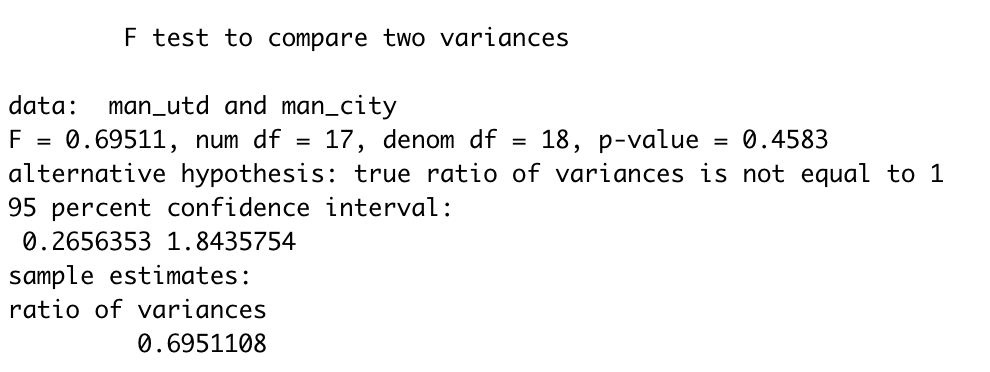 F test to compare two variances
data:  man_utd and man_city
F = 0.69511, num df = 17, denom df = 18, p-value = 0.4583
alternative hypothesis: true ratio of variances is not equal to 1
95 percent confidence interval:
0.2656353 1.8435754
sample estimates:
ratio of variances
0.6951108